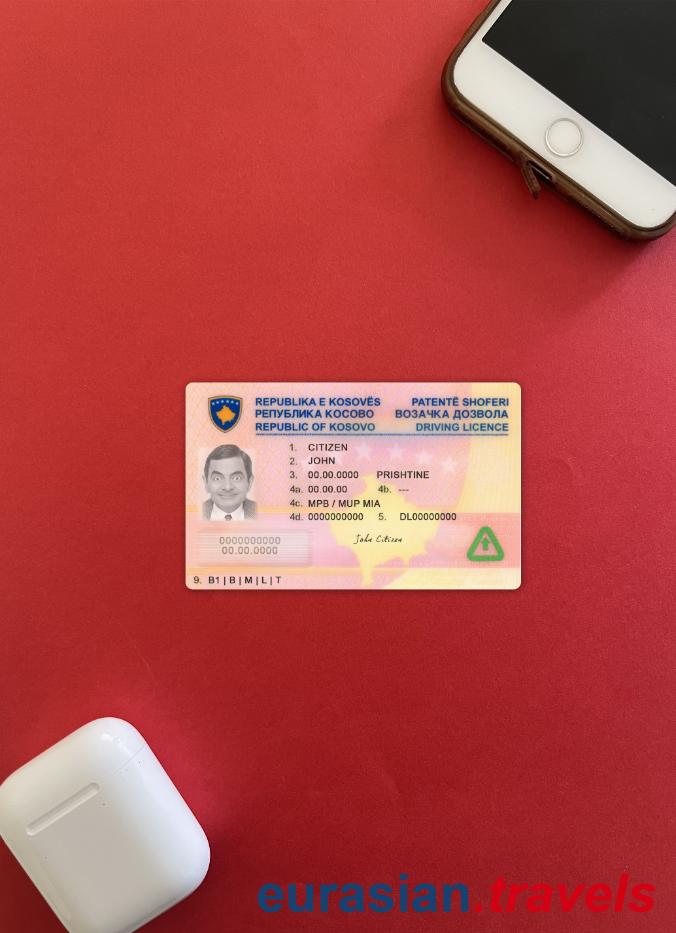 REPUBLIKA E KOSOVËS PATENTË SHOFERI
РЕПУБЛИКА КОСОВО ВОЗАЧКА ДОЗВОЛА
REPUBLIC OF KOSOVO DRIVING LICENCE
1. CITIZEN
2. JOHN
3. 00.00.0000 PRISHTINE
4a. 00.00.00 4b. ---
4c. MPB / MUP MIA
4d. 0000000000 5. DL00000000
John Citizen
0000000000
00.00.0000
9. B1 | B | M | L | T
eurasian.travels